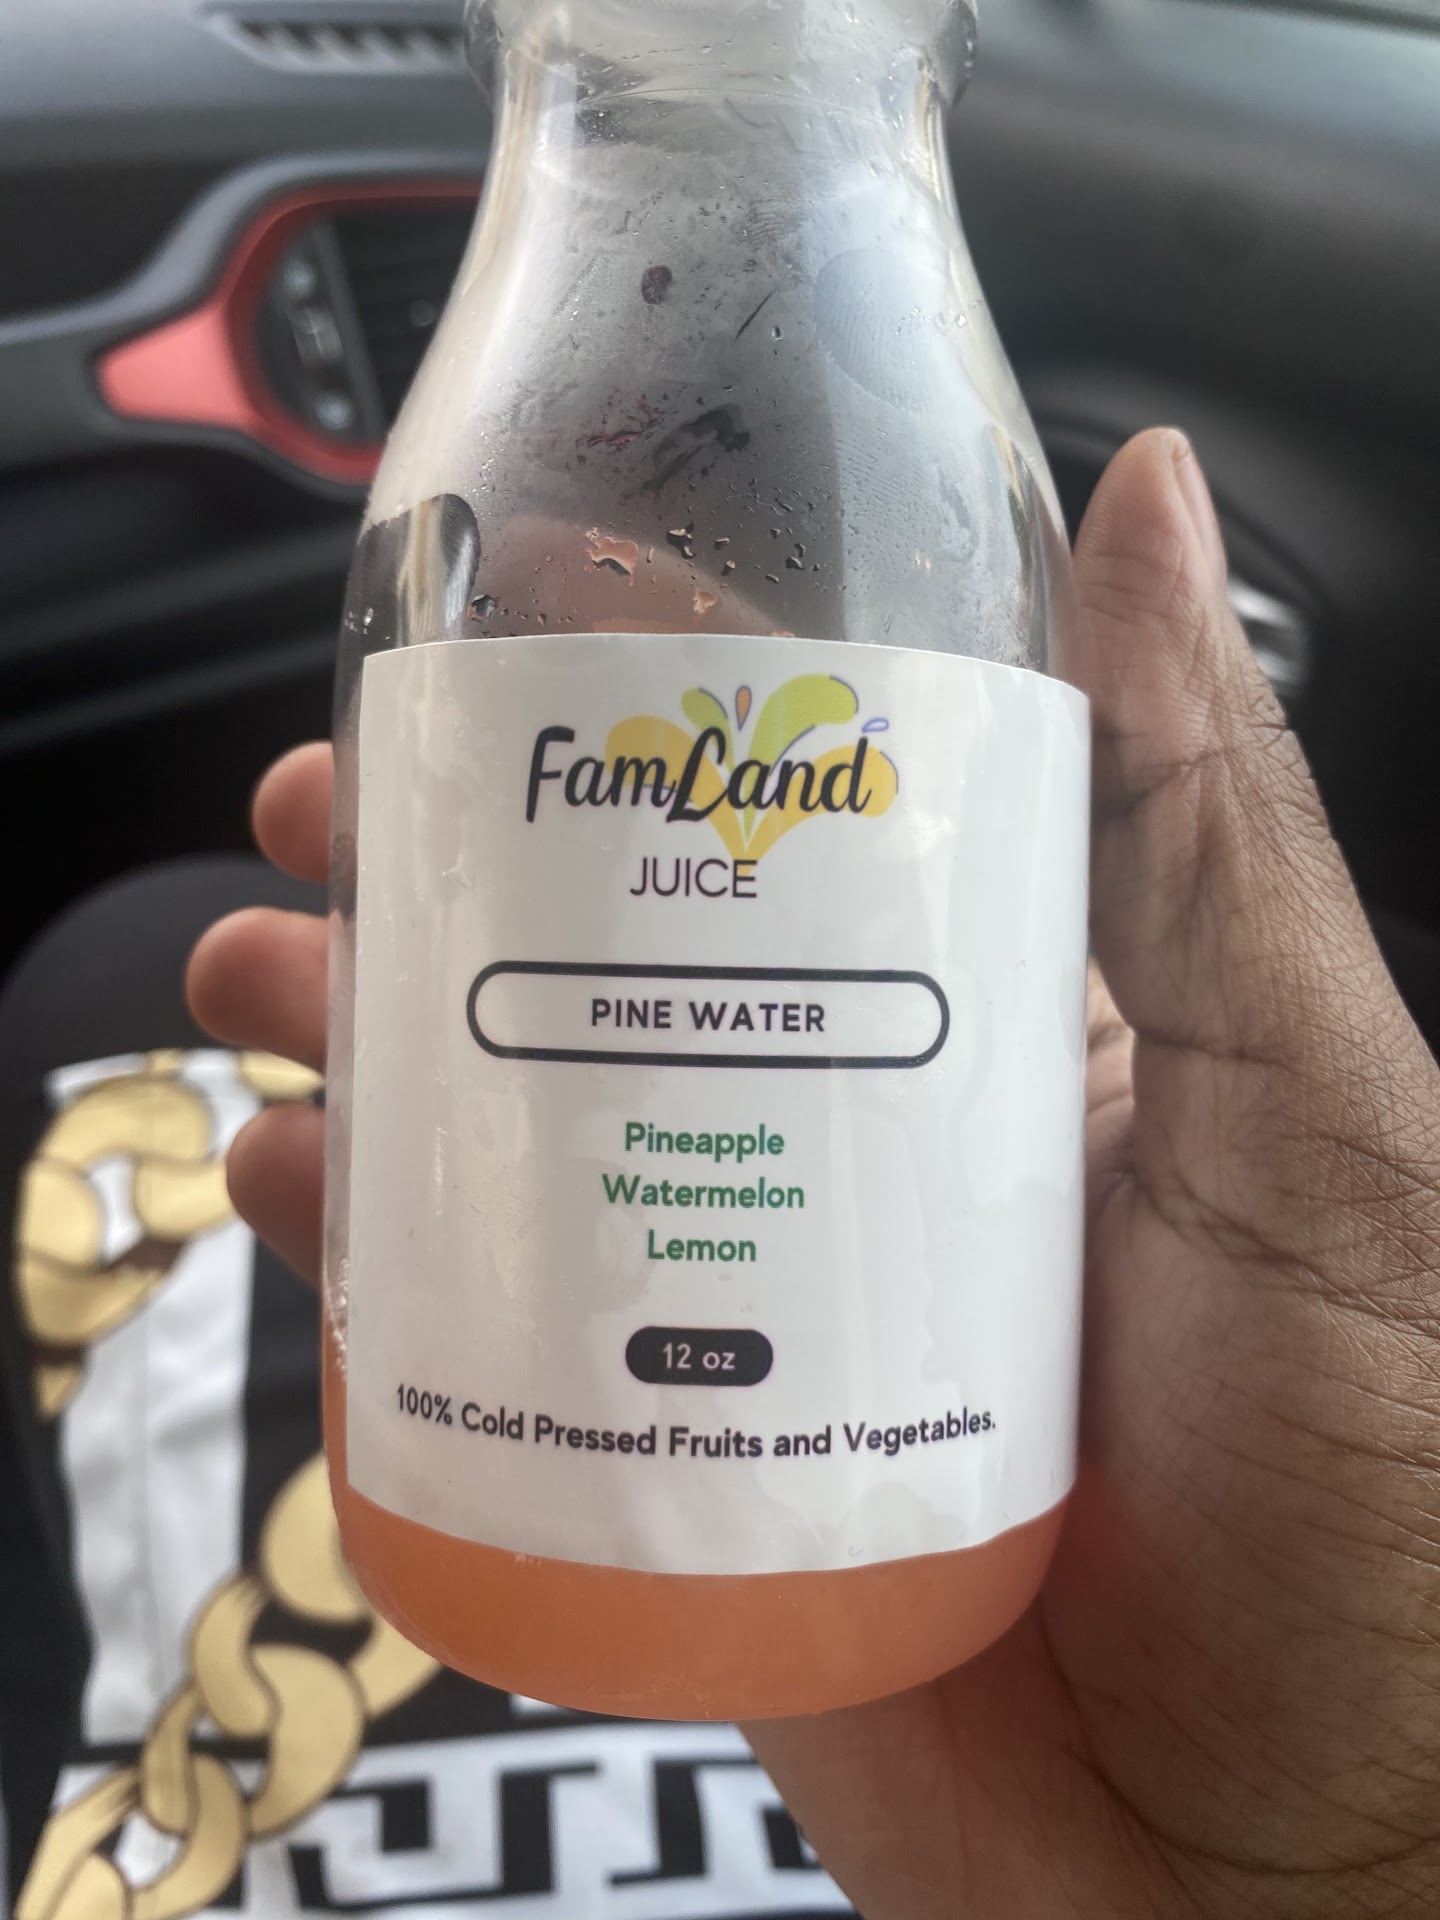 FamLand
JUICE
PINE WATER
Pineapple
Watermelon
Lemon
12 oz
100% Cold Pressed Fruits and Vegetables.